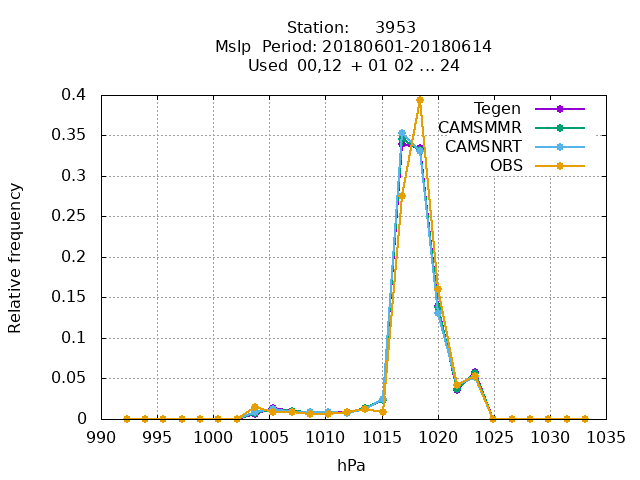 Station: 3953
Mslp Period: 20180601-20180614
Used 00,12 + 01 02 ... 24
Tegen
CAMSMMR
CAMSNRT
OBS
Relative frequency
0.4
0.35
0.3
0.25
0.2
0.15
0.1
0.05
0
990 995 1000 1005 1010 1015 1020 1025 1030 1035
hPa